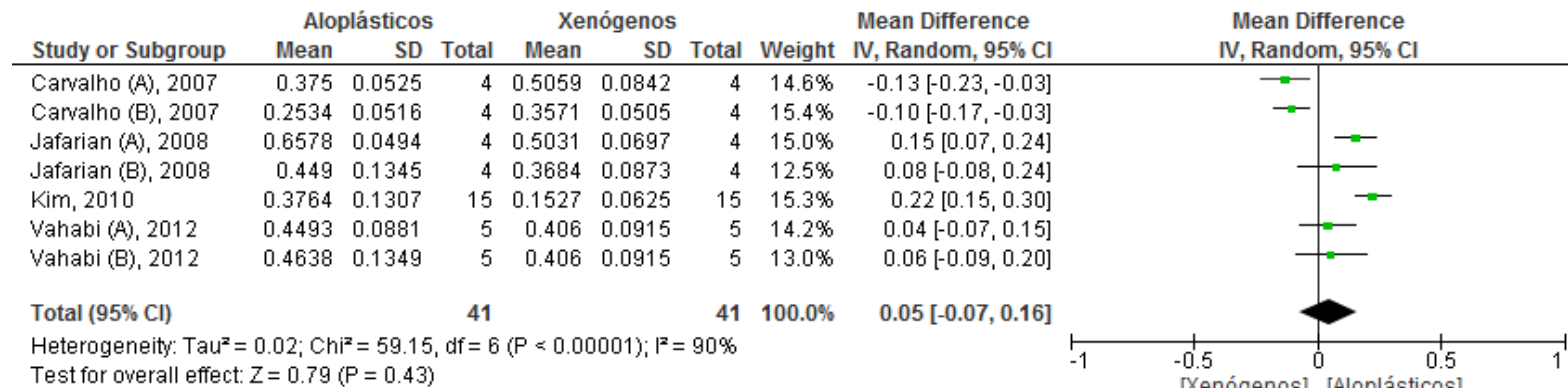 Aloplásticos Xenógenos Mean Difference Mean Difference
Study or Subgroup Mean SD Total Mean SD Total Weight IV, Random, 95% CI IV, Random, 95% CI
Carvalho (A), 2007 0.375 0.0525 4 0.5059 0.0842 4 14.6% -0.13 [-0.23, -0.03]
Carvalho (B), 2007 0.2534 0.0516 4 0.3571 0.0505 4 15.4% -0.10 [-0.17, -0.03]
Jafarian (A), 2008 0.6578 0.0494 4 0.5031 0.0697 4 15.0% 0.15 [0.07, 0.24]
Jafarian (B), 2008 0.449 0.1345 4 0.3684 0.0873 4 12.5% 0.08 [-0.08, 0.24]
Kim, 2010 0.3764 0.1307 15 0.1527 0.0625 15 15.3% 0.22 [0.15, 0.30]
Vahabi (A), 2012 0.4493 0.0881 5 0.406 0.0915 5 14.2% 0.04 [-0.07, 0.15]
Vahabi (B), 2012 0.4638 0.1349 5 0.406 0.0915 5 13.0% 0.06 [-0.09, 0.20]
Total (95% CI) 41 41 100.0% 0.05 [-0.07, 0.16]
Heterogeneity: Tau² = 0.02; Chi² = 59.15, df = 6 (P < 0.00001); I² = 90%
Test for overall effect: Z = 0.79 (P = 0.43)
-1 -0.5 0 0.5 1
[Xenógenos] [Aloplásticos]